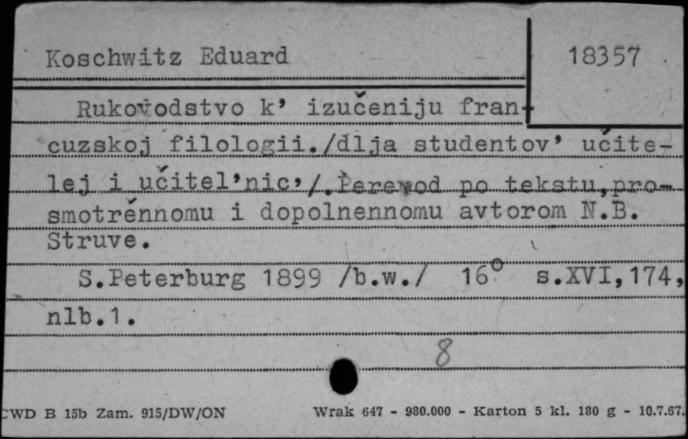 Koschwitz Eduard
18357
Rukovodstvo k' izučeniju fran-
cuzskoj filologii./dlja studentov' učite-
lej i učitel'nic'/.Perevod po tekstu,pro-
smotrěnnomu i dopolnennomu avtorom N.B.
Struve.
S.Peterburg 1899 /b.w./ 16° s.XVI,174,
nlb.1.
8
CWD B 15b Zam. 915/DW/ON Wrak 647 - 980.000 - Karton 5 kl. 180 g - 10.7.67.